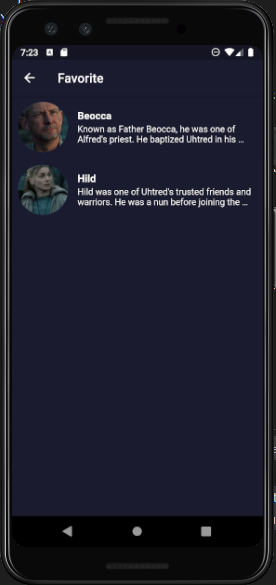 7:23
Favorite
Beocca
Known as Father Beocca, he was one of
Alfred's priest. He baptized Uhtred in his ...
Hild
Hild was one of Uhtred's trusted friends and
warriors. He was a nun before joining the ...